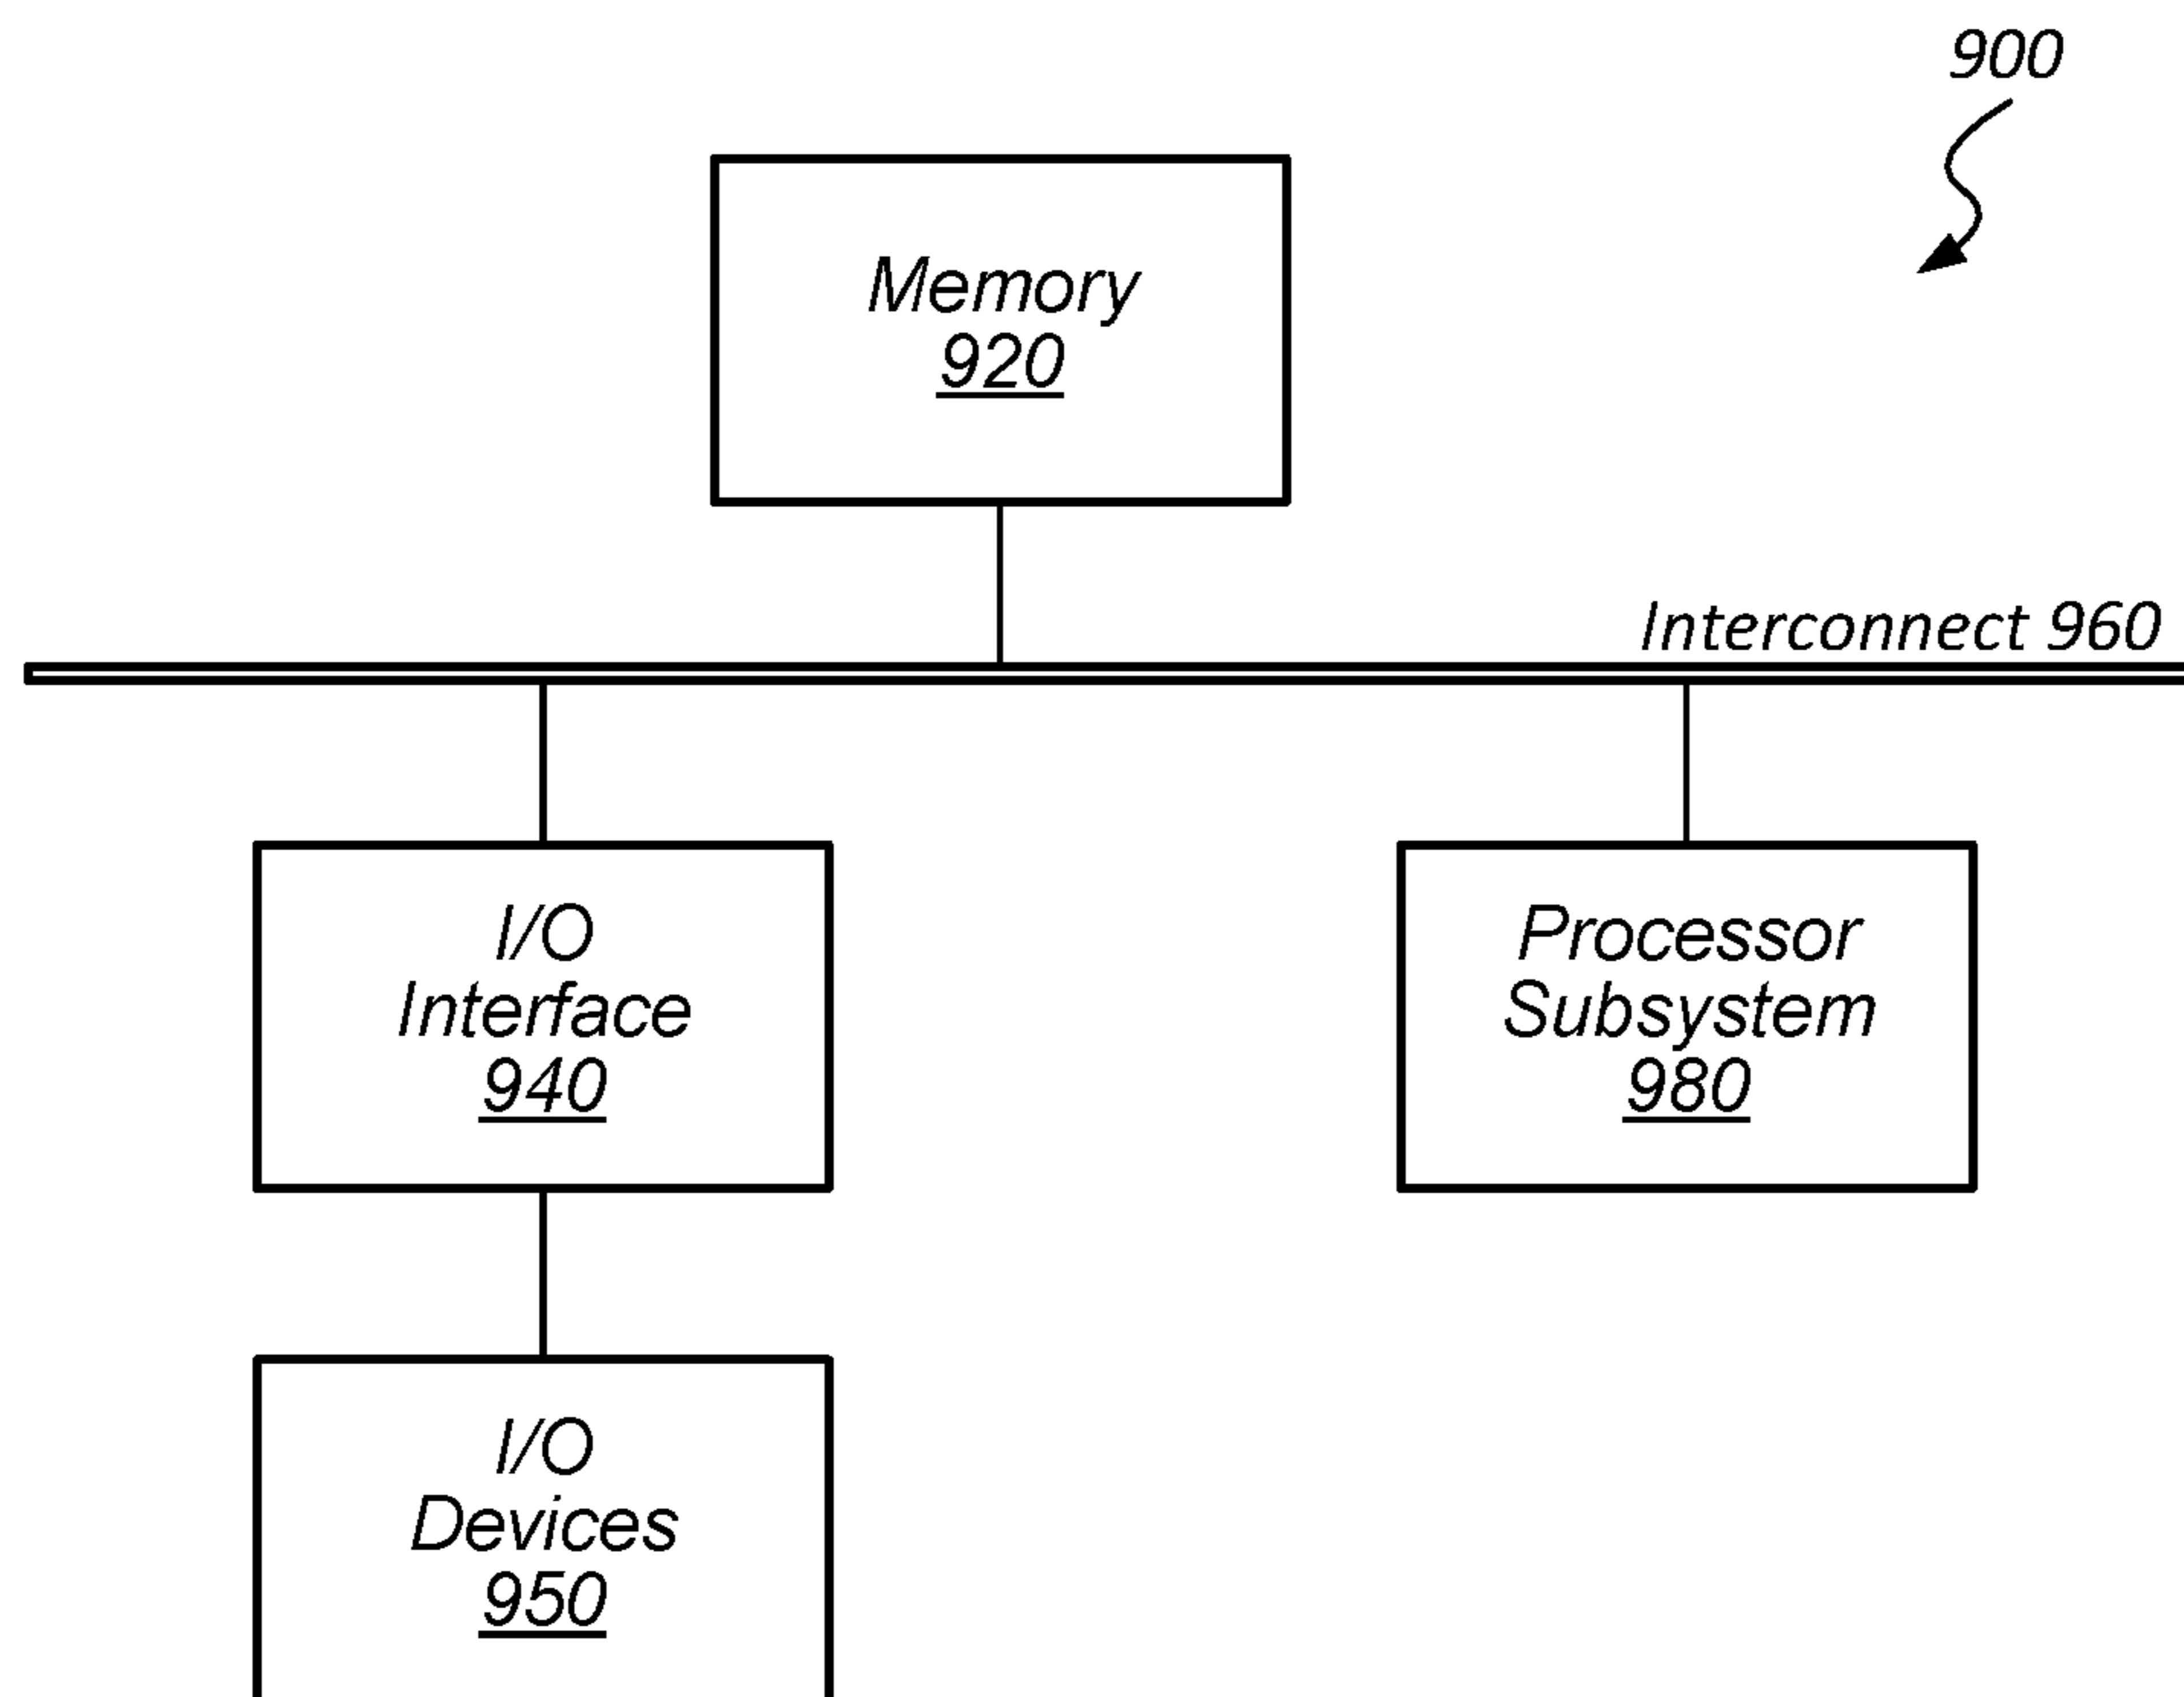 900
Memory
920
Interconnect 960
I/O
Interface
940
Processor
Subsystem
980
I/O
Devices
950